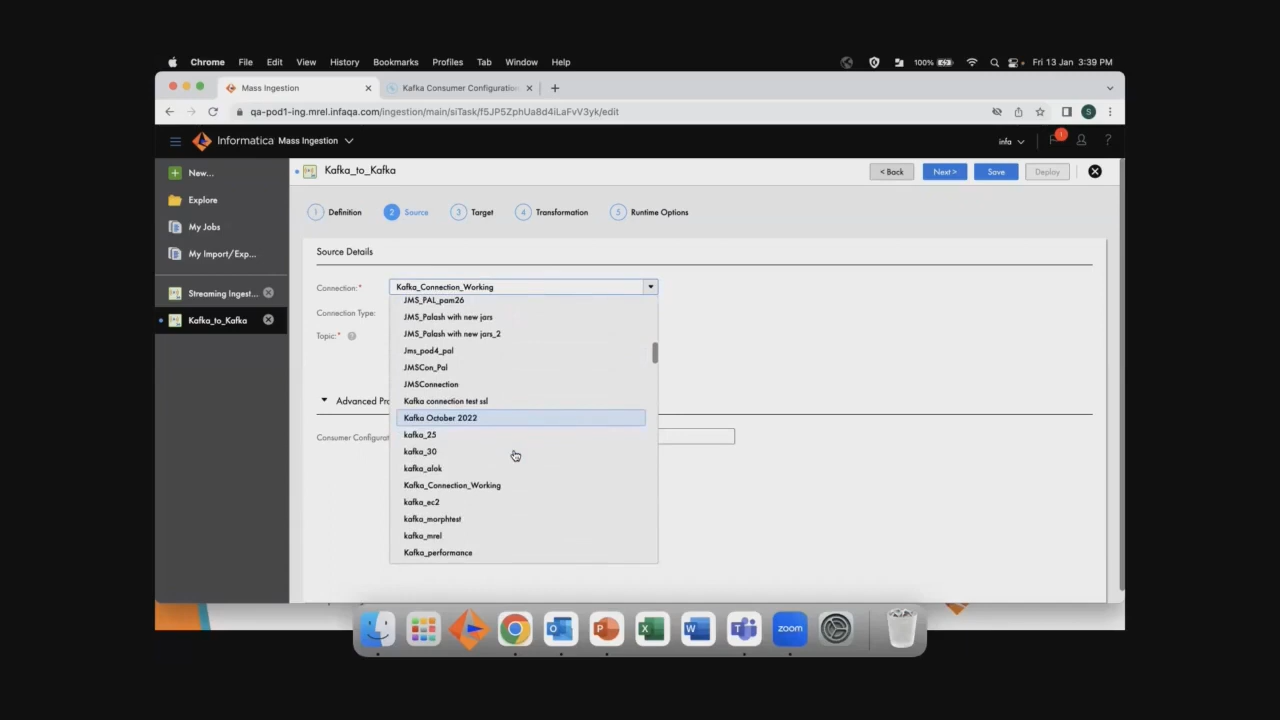 Chrome File Edit View History Bookmarks Profiles Tab Window Help 100% Fri 13 Jan 3:39 PM
Mass Ingestion Kafka Consumer Configuration
qa-pod1-ing.mrel.infaqa.com/ingestion/main/siTask/f5JP5ZphUa8d4iLaFvV3yk/edit S
Informatica Mass Ingestion infa 1 ?
New... Kafka_to_Kafka < Back Next > Save Deploy
Explore
1 Definition 2 Source 3 Target 4 Transformation 5 Runtime Options
My Jobs
My Import/Exp...
Source Details
Streaming Ingest...
Kafka_to_Kafka
Connection: * Kafka_Connection_Working
JMS_PAL_pam26
Connection Type:
JMS_Palash with new jars
Topic: * ?
JMS_Palash with new jars_2
Jms_pod4_pal
JMSCon_Pal
JMSConnection
Advanced Pro
Kafka connection test ssl
Kafka October 2022
Consumer Configurat
kafka_25
kafka_30
kafka_alok
Kafka_Connection_Working
kafka_ec2
kafka_morphtest
kafka_mrel
Kafka_performance
zoom